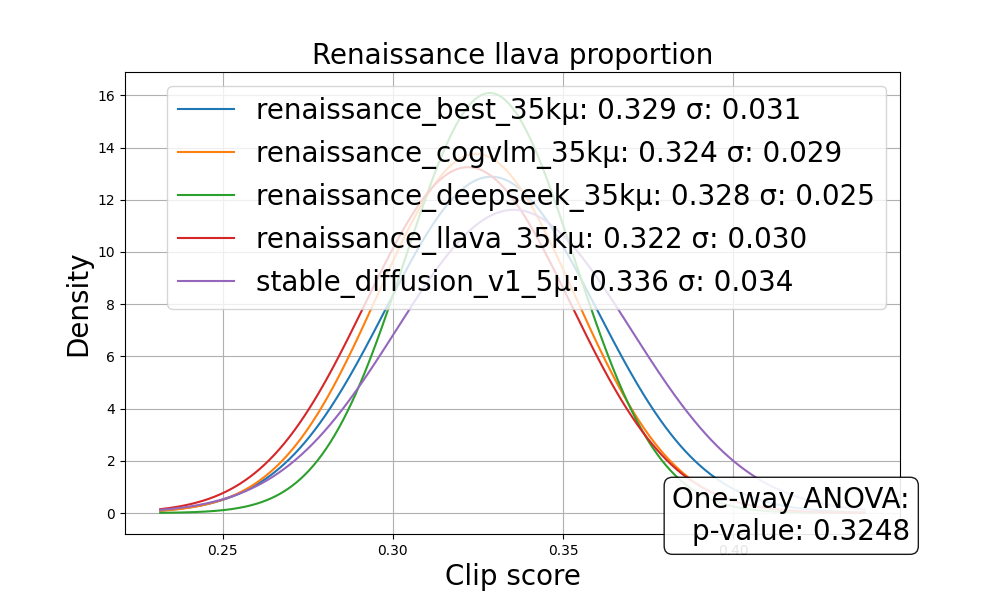 Renaissance llava proportion
16
14
12
10
8
6
4
2
0
Density
renaissance_best_35kμ: 0.329 σ: 0.031
renaissance_cogvlm_35kμ: 0.324 σ: 0.029
renaissance_deepseek_35kμ: 0.328 σ: 0.025
renaissance_llava_35kμ: 0.322 σ: 0.030
stable_diffusion_v1_5μ: 0.336 σ: 0.034
One-way ANOVA:
p-value: 0.3248
0.25 0.30 0.35 0.40
Clip score